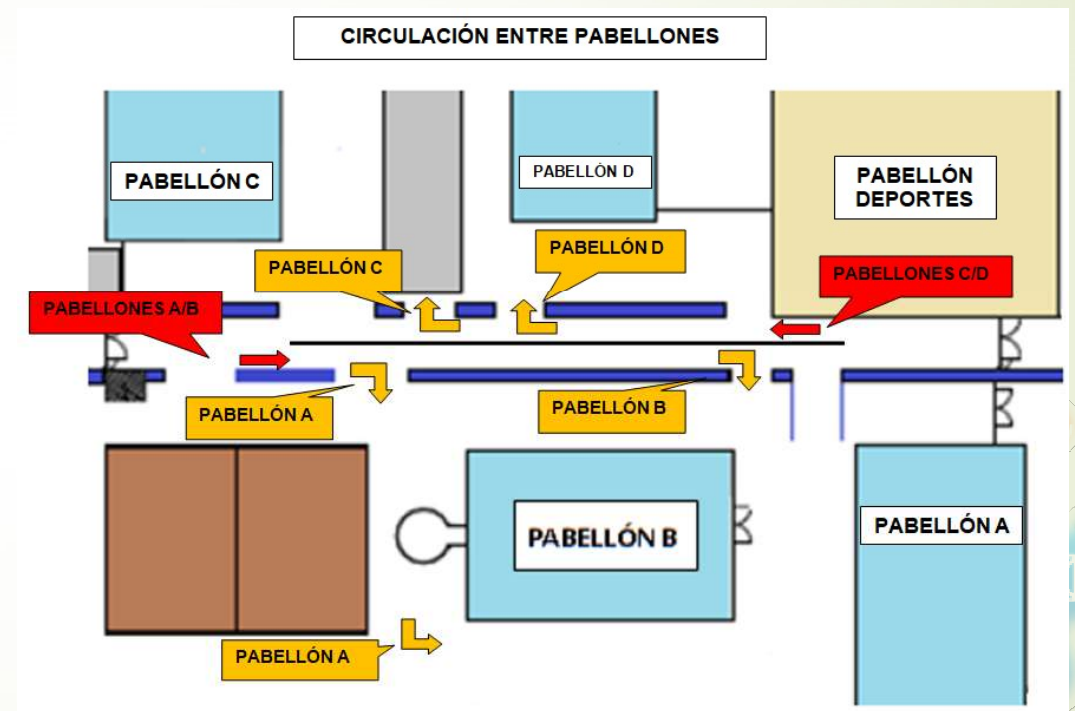 CIRCULACIÓN ENTRE PABELLONES
PABELLÓN C
PABELLÓN D
PABELLÓN
DEPORTES
PABELLÓN C
PABELLÓN D
PABELLONES C/D
PABELLONES A/B
PABELLÓN A
PABELLÓN B
PABELLÓN B
PABELLÓN A
PABELLÓN A